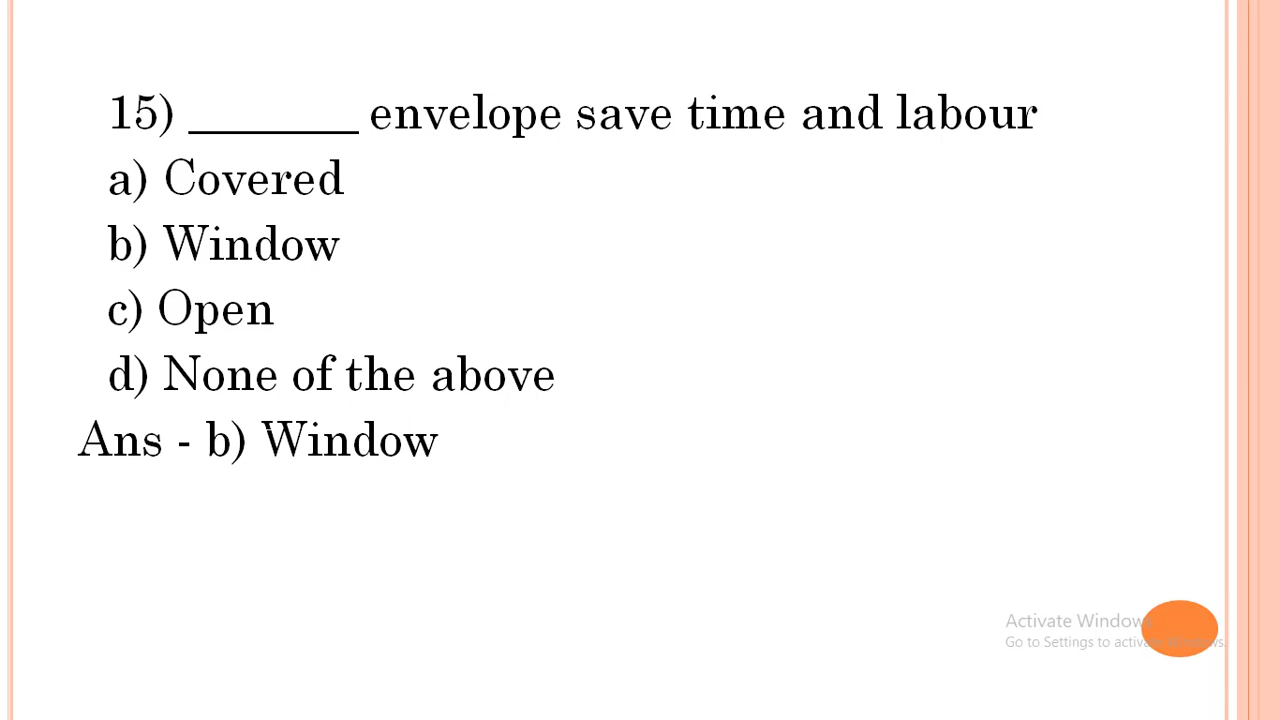 15) _______ envelope save time and labour
a) Covered
b) Window
c) Open
d) None of the above
Ans - b) Window
Activate Windows
Go to Settings to activate Windows.